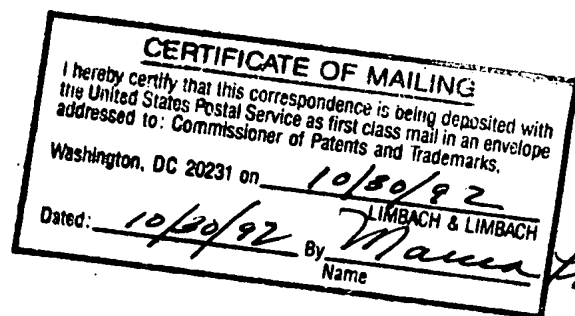 CERTIFICATE OF MAILING
I hereby certify that this correspondence is being deposited with
the United States Postal Service as first class mail in an envelope
addressed to: Commissioner of Patents and Trademarks,
Washington, DC 20231 on 10/30/92
LIMBACH & LIMBACH
Dated: 10/30/92 By
Name